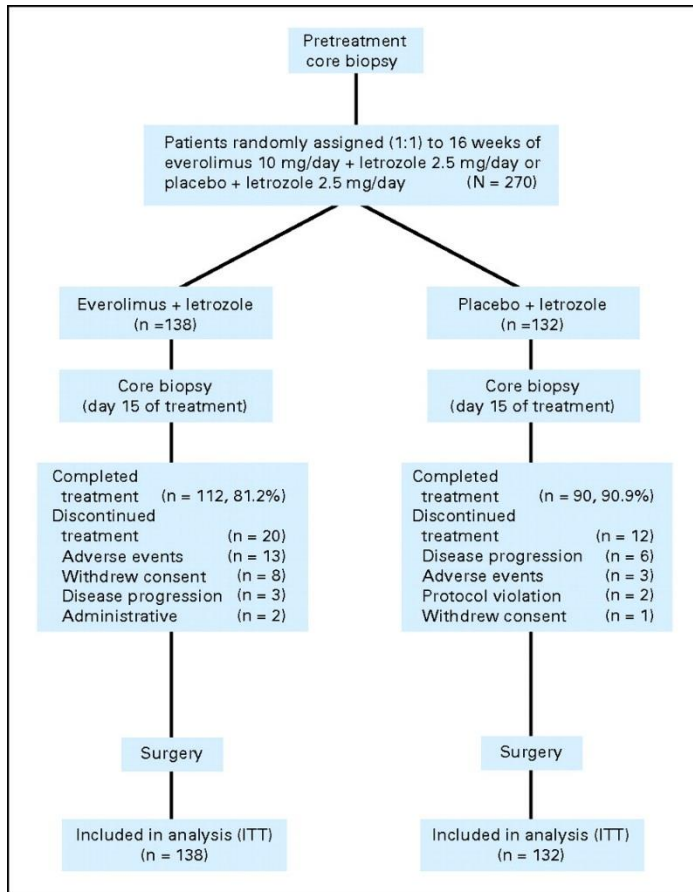 Pretreatment
core biopsy
Patients randomly assigned (1:1) to 16 weeks of
everolimus 10 mg/day + letrozole 2.5 mg/day or
placebo + letrozole 2.5 mg/day (N = 270)
Everolimus + letrozole
(n =138)
Core biopsy
(day 15 of treatment)
Completed
treatment (n = 112, 81.2%)
Discontinued
treatment (n = 20)
Adverse events (n = 13)
Withdrew consent (n = 8)
Disease progression (n = 3)
Administrative (n = 2)
Surgery
Included in analysis (ITT)
(n = 138)
Placebo + letrozole
(n =132)
Core biopsy
(day 15 of treatment)
Completed
treatment (n = 90, 90.9%)
Discontinued
treatment (n = 12)
Disease progression (n = 6)
Adverse events (n = 3)
Protocol violation (n = 2)
Withdrew consent (n = 1)
Surgery
Included in analysis (ITT)
(n = 132)